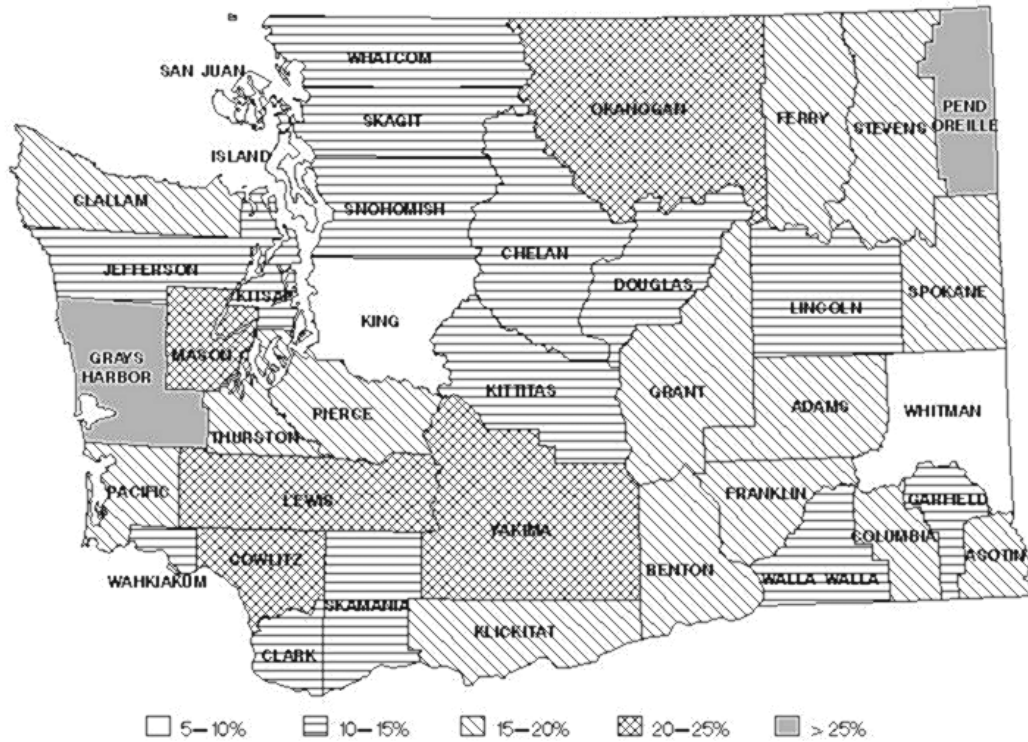 WHATCOM
SAN JUAN
OKANOGAN
PEND
OREILLE
FERRY
STEVENS
SKAGIT
ISLAND
CLALLAM
SNOHOMISH
CHELAN
JEFFERSON
DOUGLAS
SPOKANE
KITSAP
LINCOLN
KING
GRAYS
HARBOR
MASON
KITTITAS
GRANT
ADAMS
WHITMAN
PIERCE
THURSTON
PACIFIC
LEWIS
YAKIMA
FRANKLIN
GARFIELD
COLUMBIA
ASOTIN
COWLITZ
BENTON
WAHKIAKUM
WALLA WALLA
SKAMANIA
KLICKITAT
CLARK
5–10% 10–15% 15–20% 20–25% > 25%